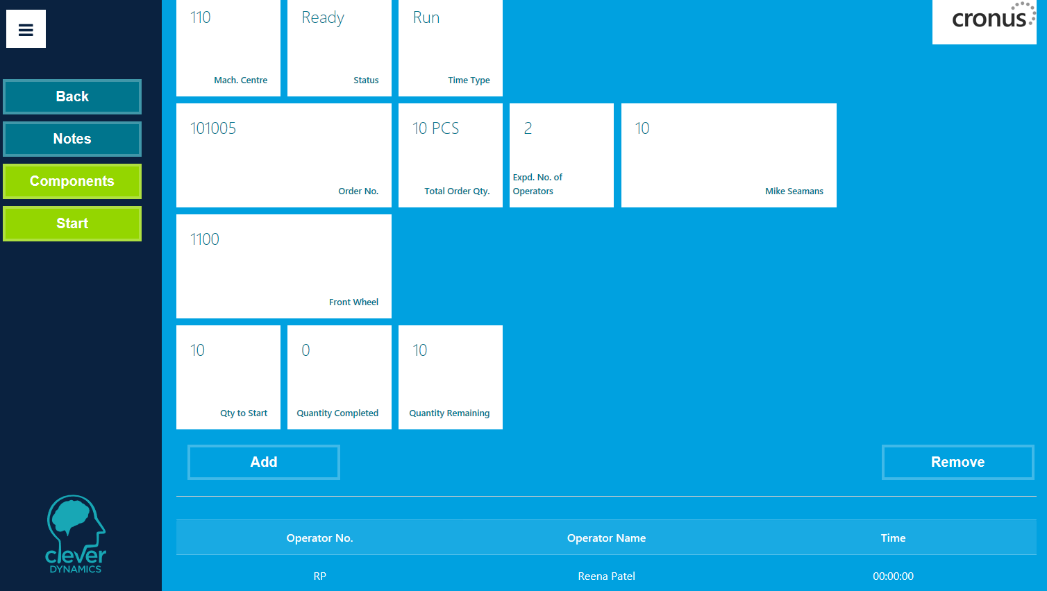 110
Ready
Run
cronus
Mach. Centre
Status
Time Type
Back
Notes
Components
Start
101005
10 PCS
2
10
Order No.
Total Order Qty.
Expd. No. of
Operators
Mike Seamans
1100
Front Wheel
10
0
10
Qty to Start
Quantity Completed
Quantity Remaining
Add
Remove
Operator No.
Operator Name
Time
RP
Reena Patel
00:00:00
clever
DYNAMICS